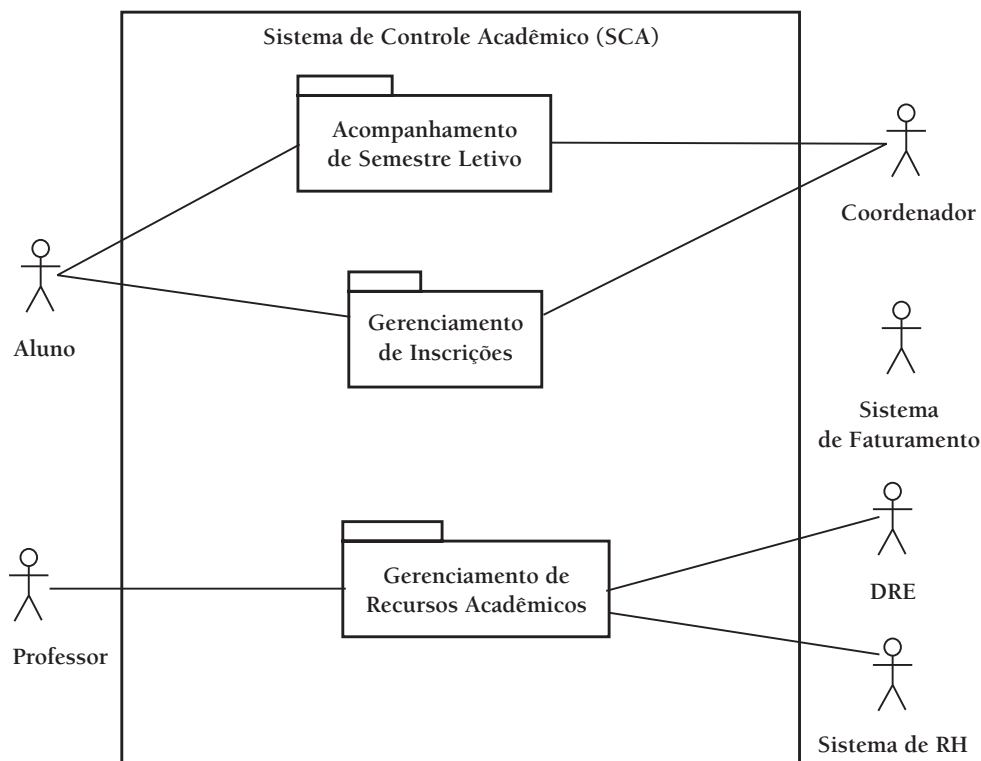 Sistema de Controle Acadêmico (SCA)
Acompanhamento
de Semestre Letivo
Coordenador
Aluno
Gerenciamento
de Inscrições
Sistema
de Faturamento
Professor
Gerenciamento de
Recursos Acadêmicos
DRE
Sistema de RH